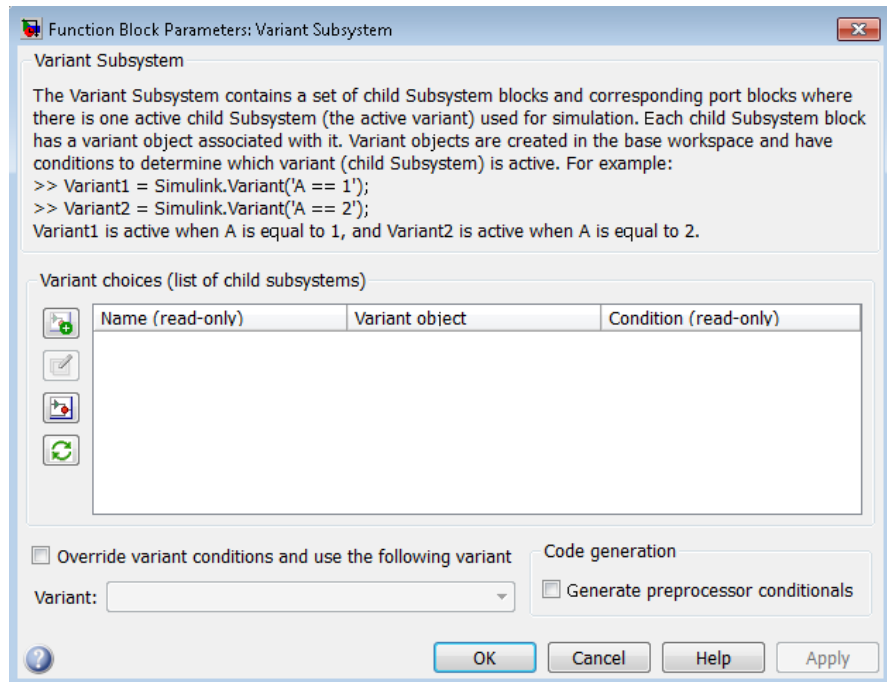 Function Block Parameters: Variant Subsystem
Variant Subsystem
The Variant Subsystem contains a set of child Subsystem blocks and corresponding port blocks where
there is one active child Subsystem (the active variant) used for simulation. Each child Subsystem block
has a variant object associated with it. Variant objects are created in the base workspace and have
conditions to determine which variant (child Subsystem) is active. For example:
>> Variant1 = Simulink.Variant('A == 1');
>> Variant2 = Simulink.Variant('A == 2');
Variant1 is active when A is equal to 1, and Variant2 is active when A is equal to 2.
Variant choices (list of child subsystems)
Name (read-only) Variant object Condition (read-only)
Override variant conditions and use the following variant
Variant:
Code generation
Generate preprocessor conditionals
? OK Cancel Help Apply